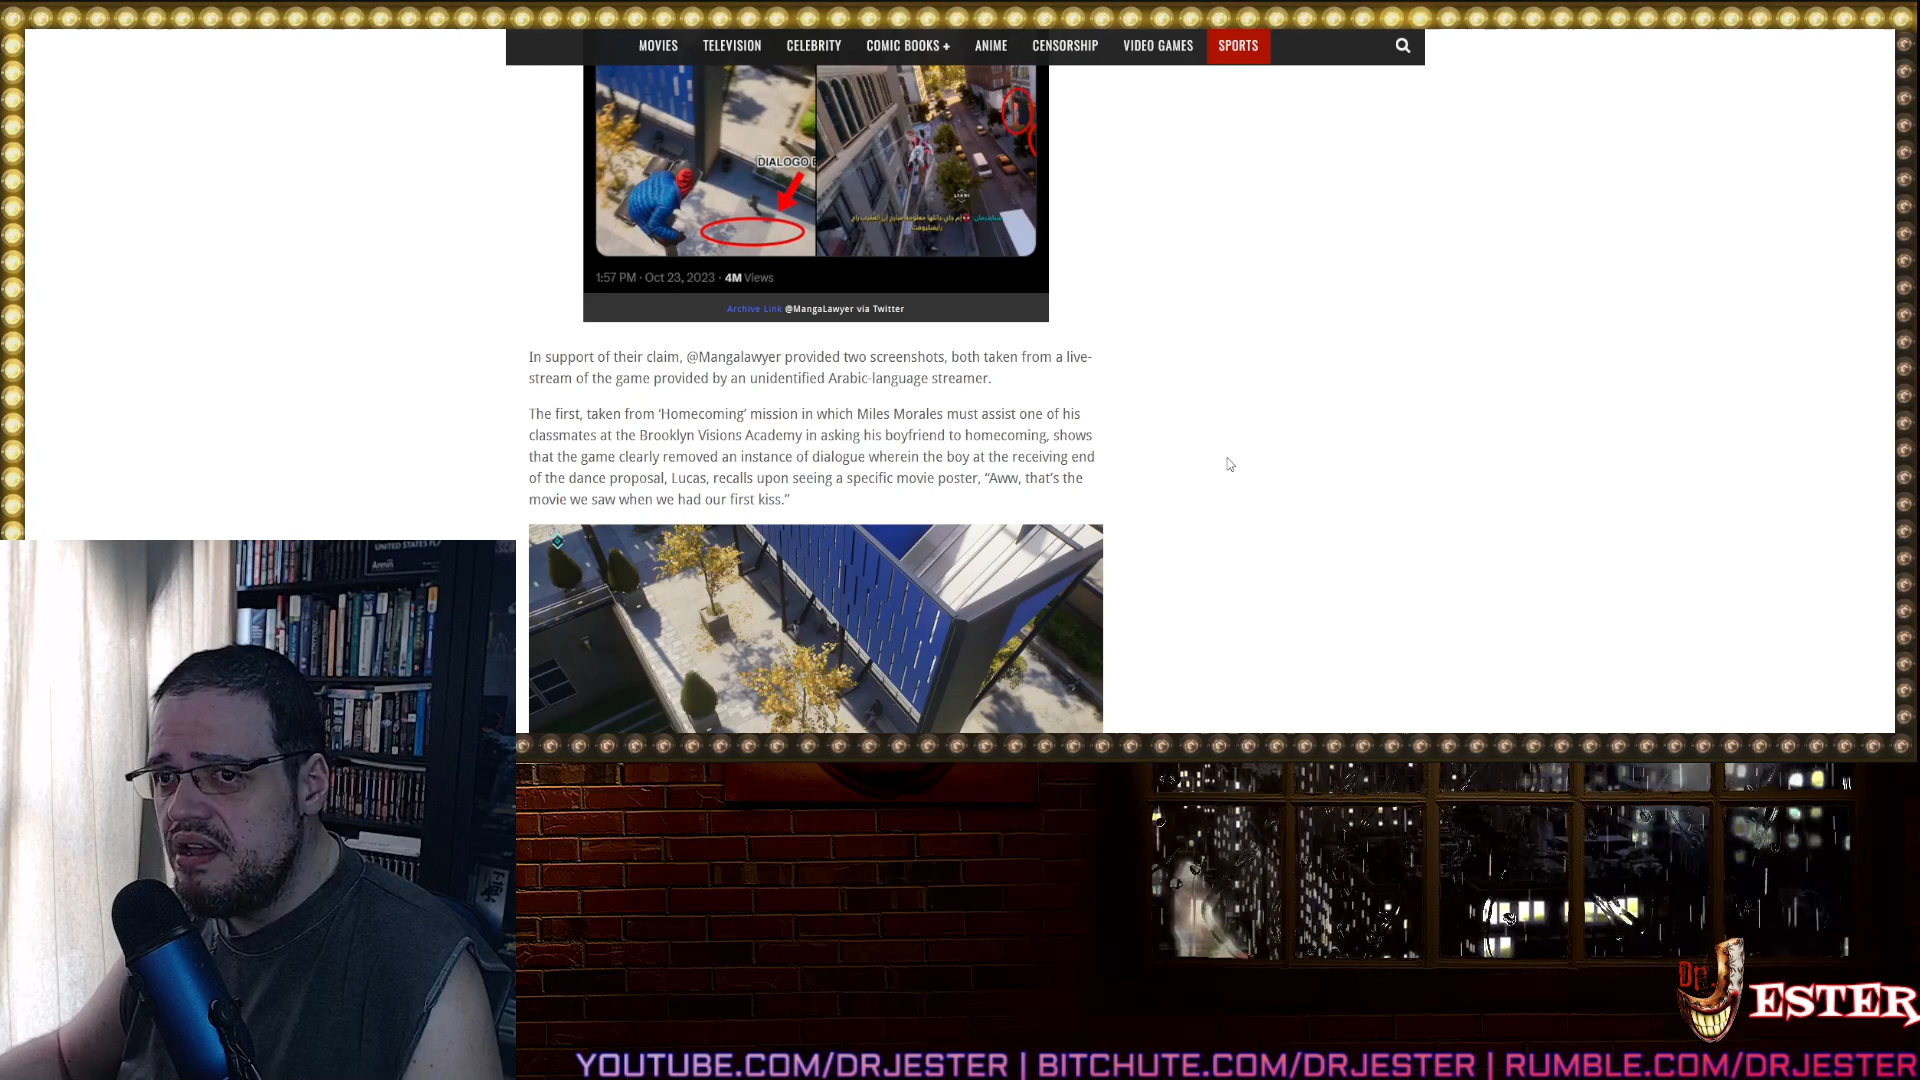 MOVIES TELEVISION CELEBRITY COMIC BOOKS + ANIME CENSORSHIP VIDEO GAMES SPORTS
DIALOGO E
1:57 PM · Oct 23, 2023 · 4M Views
Archive Link @MangaLawyer via Twitter
In support of their claim, @Mangalawyer provided two screenshots, both taken from a live-
stream of the game provided by an unidentified Arabic-language streamer.
The first, taken from ‘Homecoming’ mission in which Miles Morales must assist one of his
classmates at the Brooklyn Visions Academy in asking his boyfriend to homecoming, shows
that the game clearly removed an instance of dialogue wherein the boy at the receiving end
of the dance proposal, Lucas, recalls upon seeing a specific movie poster, “Aww, that’s the
movie we saw when we had our first kiss.”
UNITED STATES
Dr JESTER
YOUTUBE.COM/DRJESTER | BITCHUTE.COM/DRJESTER | RUMBLE.COM/DRJESTER